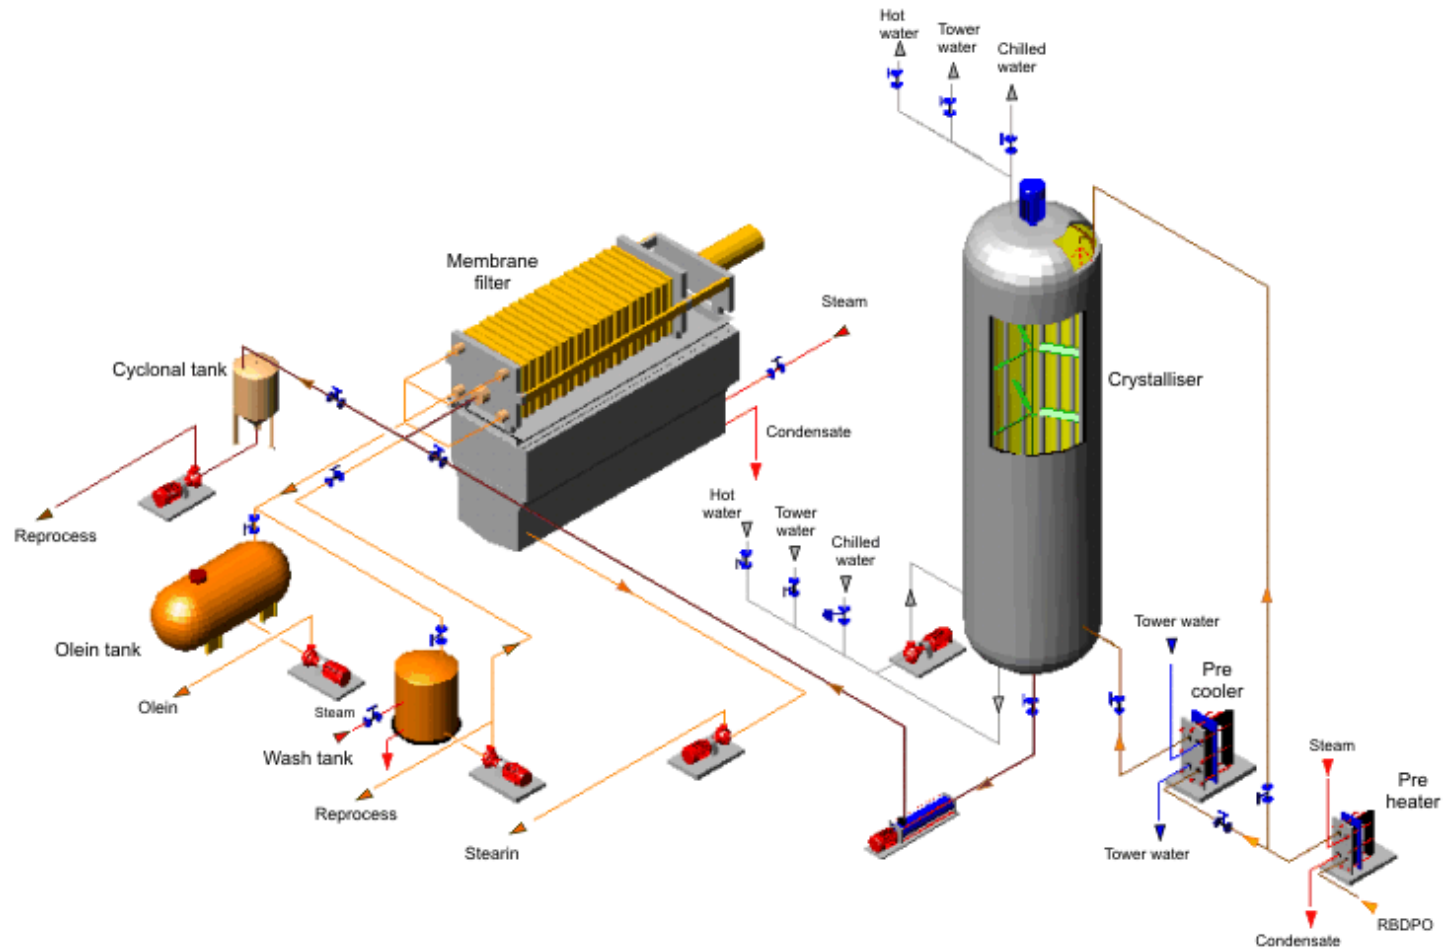 Hot
water
Tower
water
Chilled
water
Membrane
filter
Steam
Cyclonal tank
Crystalliser
Condensate
Hot
water
Tower
water
Chilled
water
Reprocess
Tower water
Olein tank
Pre
cooler
Olein
Steam
Wash tank
Steam
Pre
heater
Reprocess
Stearin
Tower water
RBDPO
Condensate